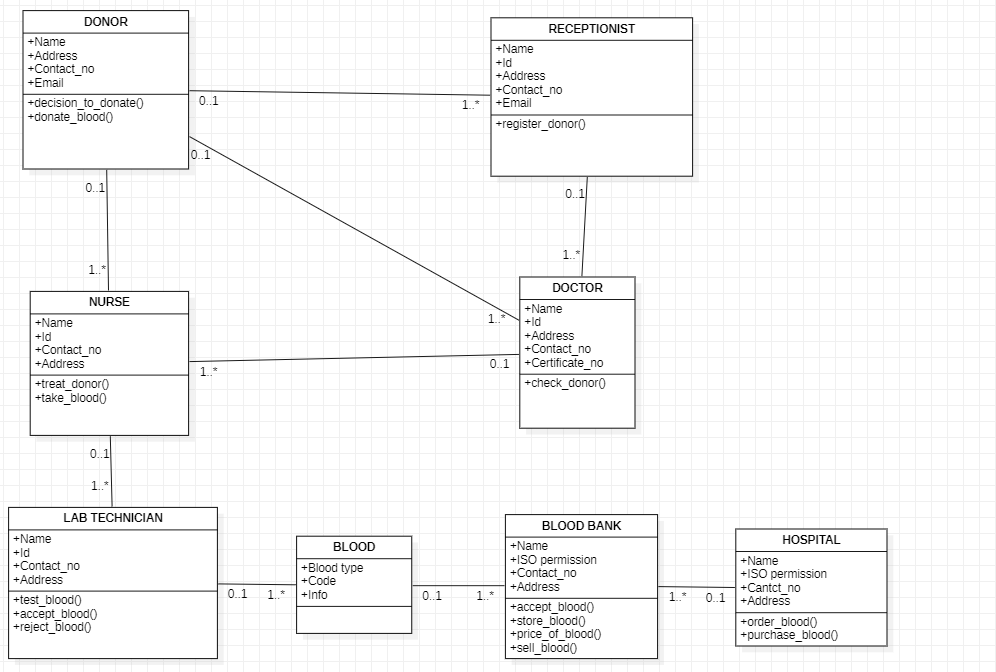 DONOR
+Name
+Address
+Contact_no
+Email
+decision_to_donate()
+donate_blood()
RECEPTIONIST
+Name
+Id
+Address
+Contact_no
+Email
+register_donor()
0..1
1..*
0..1
0..1
1..*
0..1
1..*
1..*
NURSE
+Name
+Id
+Contact_no
+Address
+treat_donor()
+take_blood()
DOCTOR
+Name
+Id
+Address
+Contact_no
+Certificate_no
+check_donor()
1..*
0..1
0..1
1..*
LAB TECHNICIAN
+Name
+Id
+Contact_no
+Address
+test_blood()
+accept_blood()
+reject_blood()
0..1
1..*
BLOOD
+Blood type
+Code
+Info
0..1
1..*
BLOOD BANK
+Name
+ISO permission
+Contact_no
+Address
+accept_blood()
+store_blood()
+price_of_blood()
+sell_blood()
1..*
0..1
HOSPITAL
+Name
+ISO permission
+Cantct_no
+Address
+order_blood()
+purchase_blood()